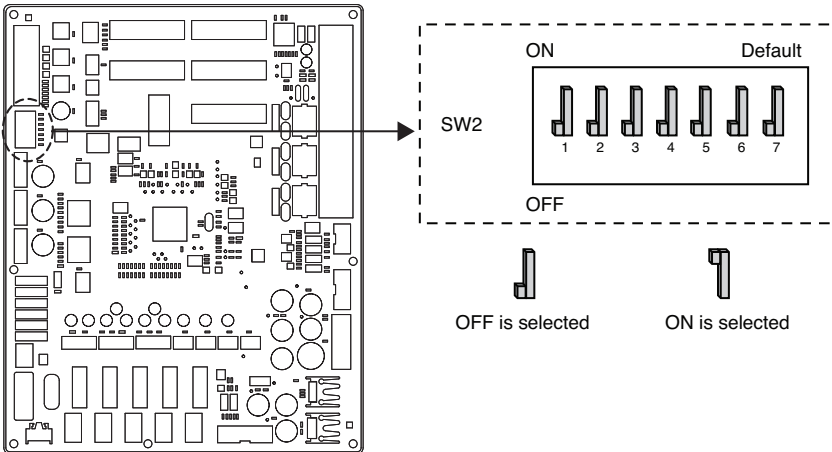 ON Default
SW2
1 2 3 4 5 6 7
OFF
OFF is selected ON is selected